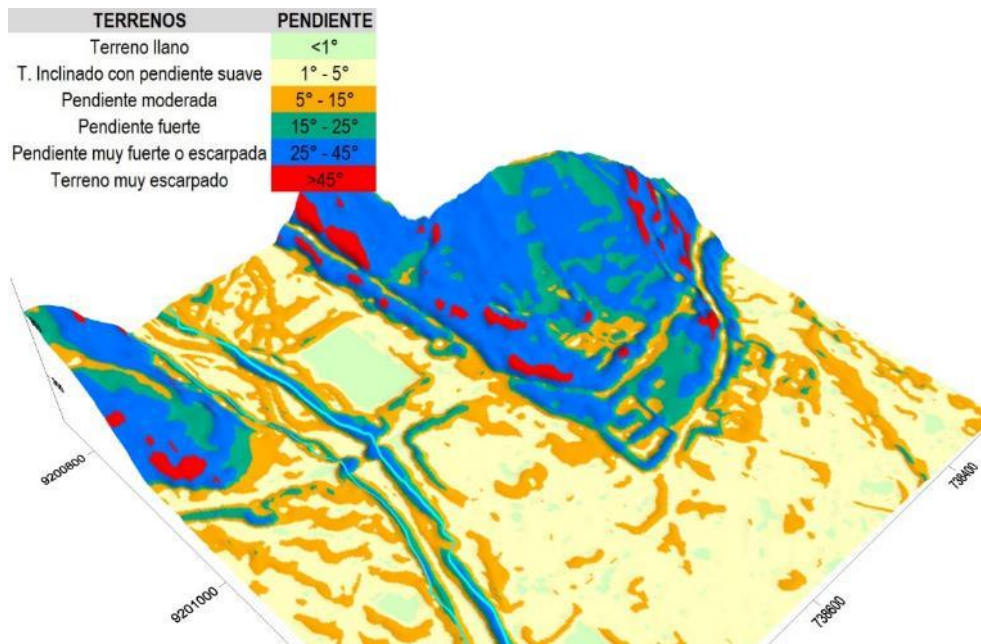 TERRENOS PENDIENTE
Terreno llano <1°
T. Inclinado con pendiente suave 1° - 5°
Pendiente moderada 5° - 15°
Pendiente fuerte 15° - 25°
Pendiente muy fuerte o escarpada 25° - 45°
Terreno muy escarpado >45°
9200800
738400
9201000
738600